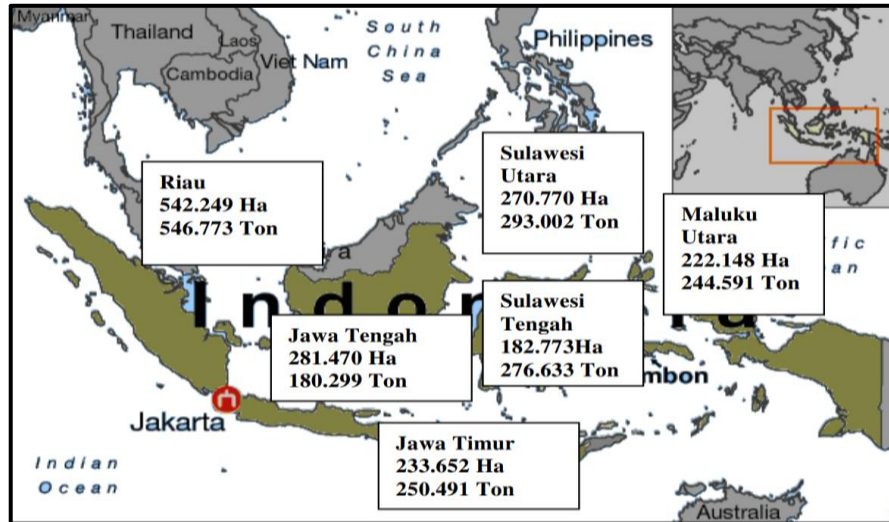 Myanmar
Thailand
Laos
Viet Nam
Cambodia
South
China
Sea
Philippines
Riau
542.249 Ha
546.773 Ton
Sulawesi
Utara
270.770 Ha
293.002 Ton
Maluku
Utara
222.148 Ha
244.591 Ton
Jawa Tengah
281.470 Ha
180.299 Ton
Sulawesi
Tengah
182.773Ha
276.633 Ton
Jakarta
Jawa Timur
233.652 Ha
250.491 Ton
Indian
Ocean
Australia